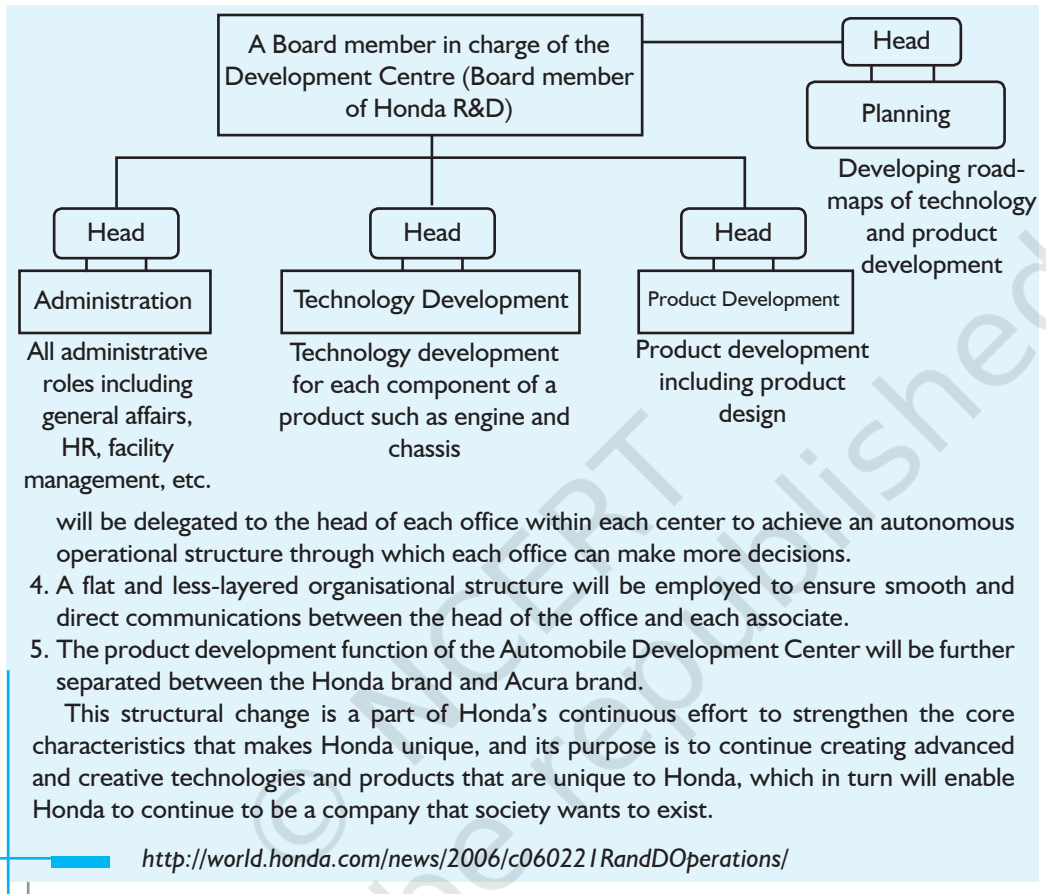 A Board member in charge of the
Development Centre (Board member
of Honda R&D)
Head
Planning
Developing road-
maps of technology
and product
development
Head
Administration
All administrative
roles including
general affairs,
HR, facility
management, etc.
Head
Technology Development
Technology development
for each component of a
product such as engine and
chassis
Head
Product Development
Product development
including product
design
will be delegated to the head of each office within each center to achieve an autonomous
operational structure through which each office can make more decisions.
4. A flat and less-layered organisational structure will be employed to ensure smooth and
direct communications between the head of the office and each associate.
5. The product development function of the Automobile Development Center will be further
separated between the Honda brand and Acura brand.
This structural change is a part of Honda's continuous effort to strengthen the core
characteristics that makes Honda unique, and its purpose is to continue creating advanced
and creative technologies and products that are unique to Honda, which in turn will enable
Honda to continue to be a company that society wants to exist.
http://world.honda.com/news/2006/c060221RandDOperations/
© NCERT
be republished